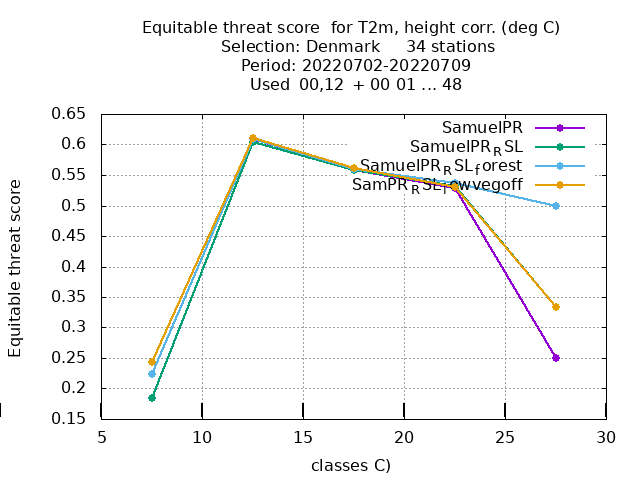 Equitable threat score  for T2m, height corr. (deg C)
Selection: Denmark     34 stations
Period: 20220702-20220709
Used  00,12  + 00 01 ... 48
SamuelPR
SamuelPR_RSL
SamuelPR_RSL_forest
SamPR_RSL_fowvegoff
Equitable threat score
0.65
0.6
0.55
0.5
0.45
0.4
0.35
0.3
0.25
0.2
0.15
5 10 15 20 25 30
classes C)